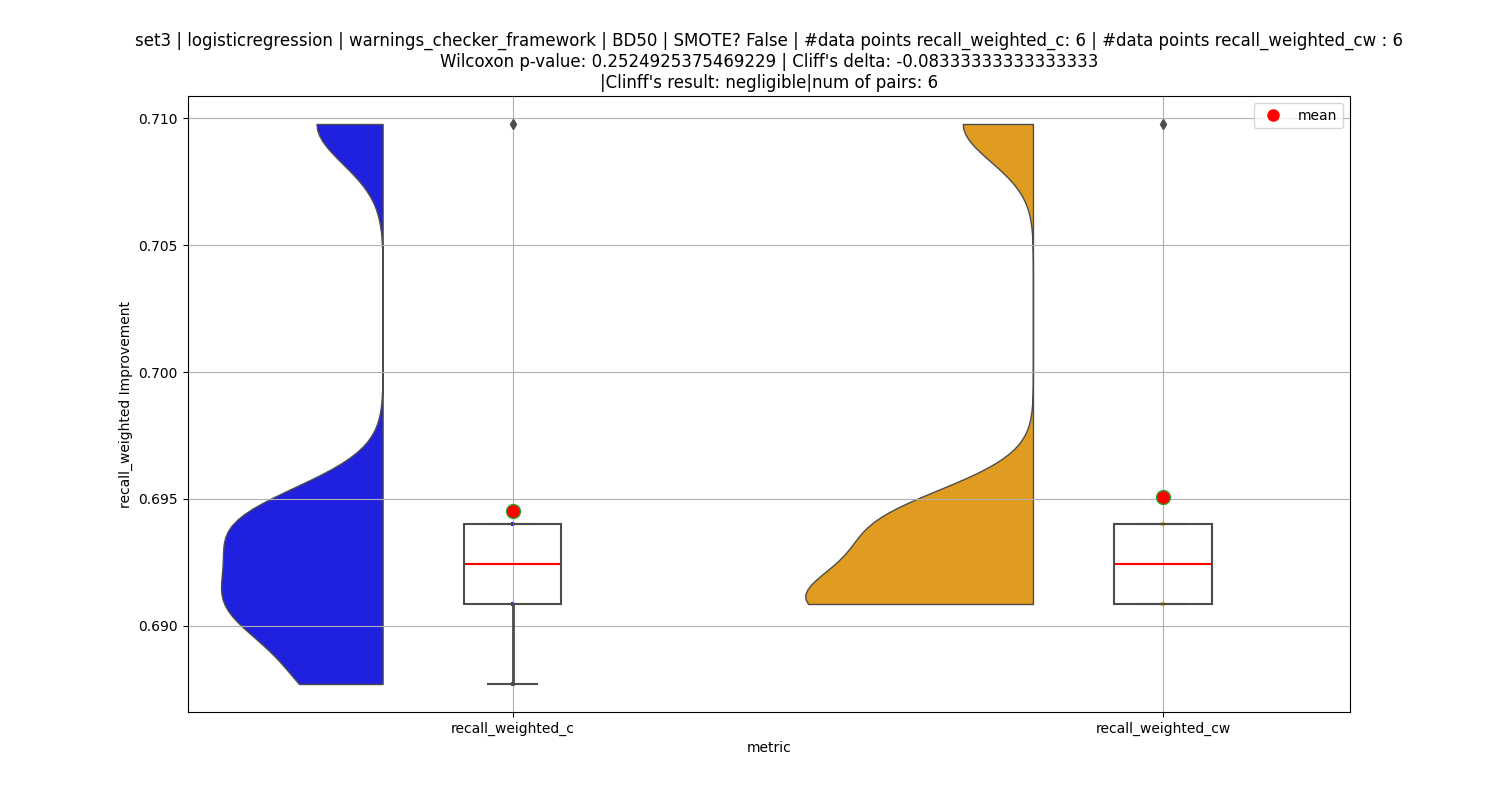 set3 | logisticregression | warnings_checker_framework | BD50 | SMOTE? False | #data points recall_weighted_c: 6 | #data points recall_weighted_cw : 6
Wilcoxon p-value: 0.2524925375469229 | Cliff's delta: -0.08333333333333333
|Clinff's result: negligible|num of pairs: 6
mean
0.710
0.705
0.700
0.695
0.690
recall_weighted Improvement
recall_weighted_c
recall_weighted_cw
metric